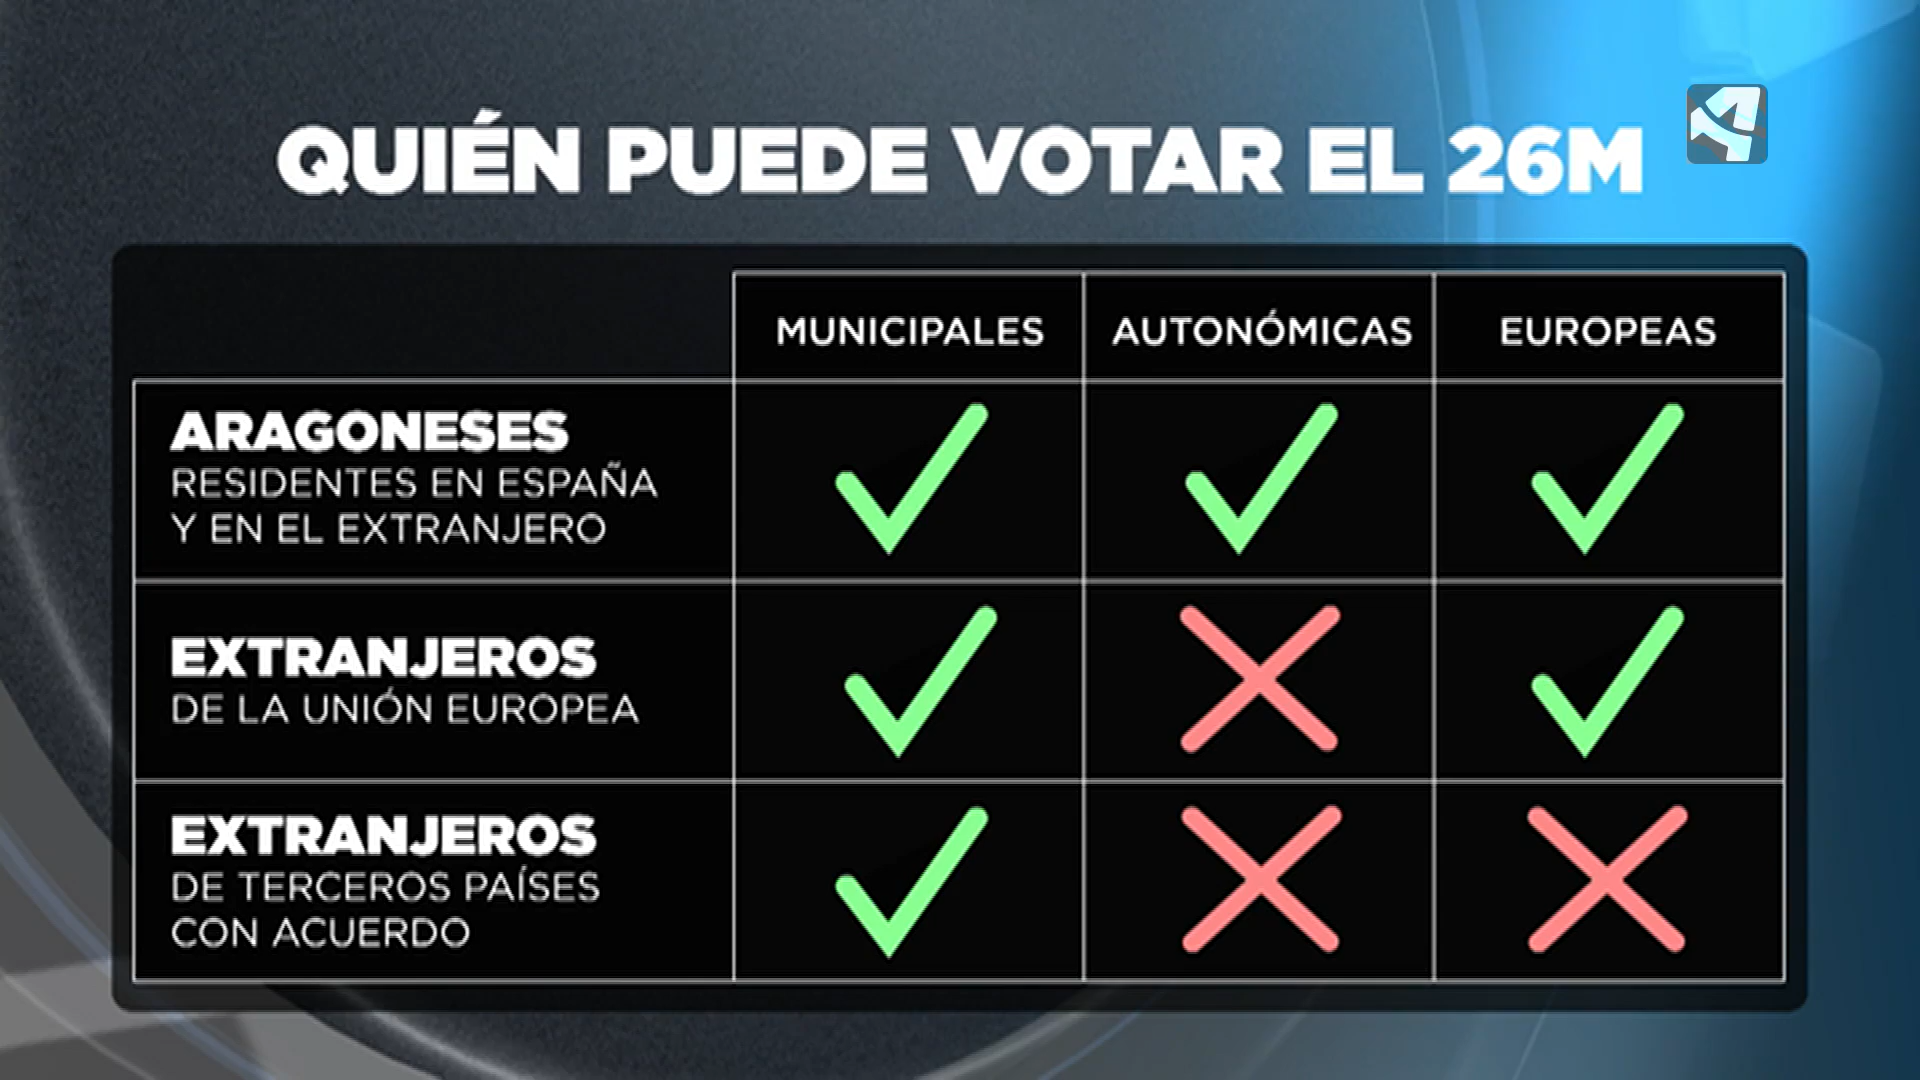 QUIÉN PUEDE VOTAR EL 26M
MUNICIPALES
AUTONÓMICAS
EUROPEAS
ARAGONESES
RESIDENTES EN ESPAÑA
Y EN EL EXTRANJERO
EXTRANJEROS
DE LA UNIÓN EUROPEA
EXTRANJEROS
DE TERCEROS PAÍSES
CON ACUERDO